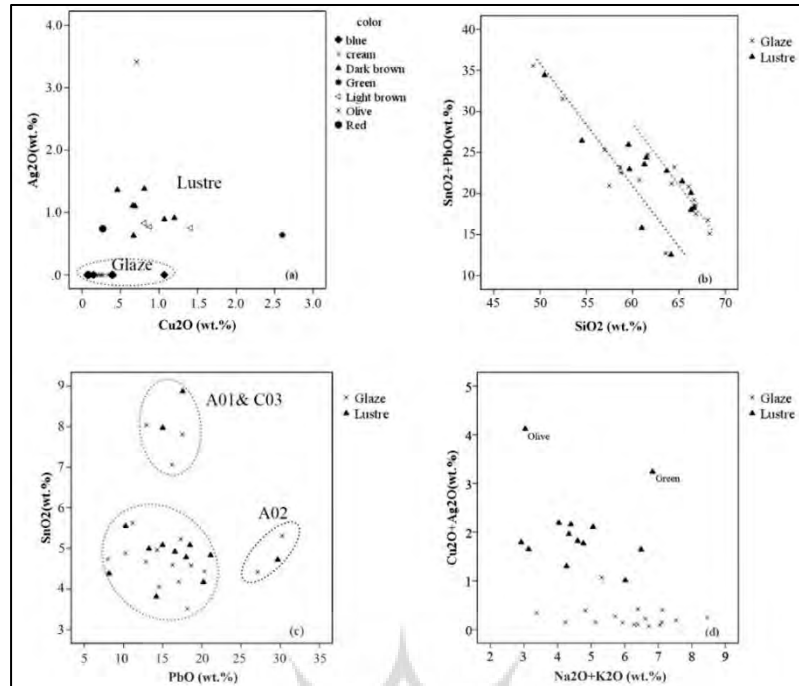 color
blue
cream
Dark brown
Green
Light brown
Olive
Red
Ag2O(wt.%)
4.0
3.0
2.0
1.0
.0
Lustre
Glaze
(a)
.0 .5 1.0 1.5 2.0 2.5 3.0
Cu2O (wt.%)
Glaze
Lustre
SnO2+PbO(wt.%)
40
35
30
25
20
15
10
(b)
45 50 55 60 65 70
SiO2 (wt.%)
Glaze
Lustre
SnO2(wt.%)
9
8
7
6
5
4
3
A01& C03
A02
(c)
5 10 15 20 25 30 35
PbO (wt.%)
Glaze
Lustre
Cu2O+Ag2O(wt.%)
5
4
3
2
1
0
Olive
Green
(d)
2 3 4 5 6 7 8 9
Na2O+K2O (wt.%)